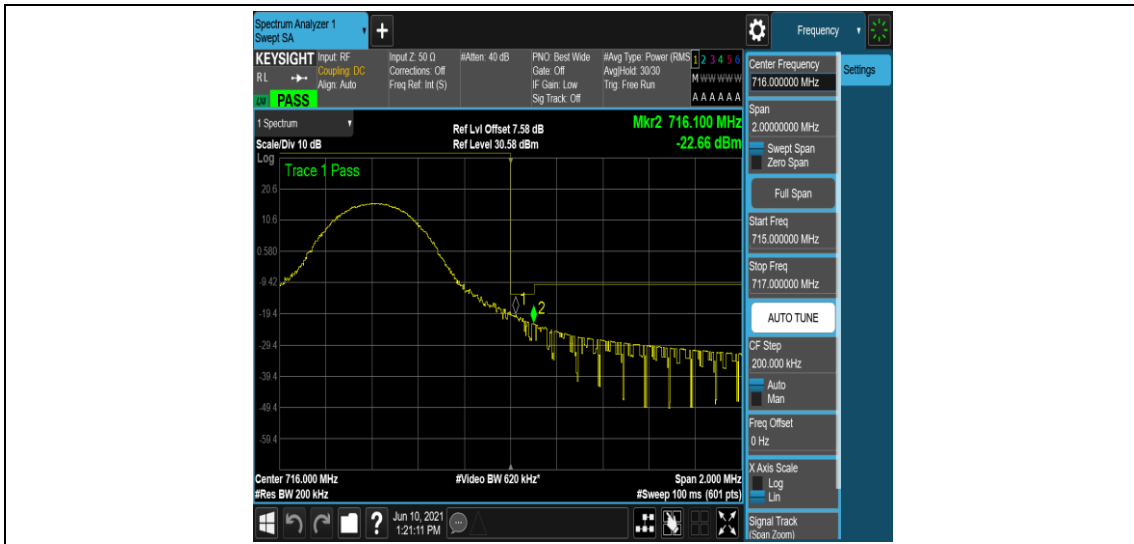 Spectrum Analyzer 1
Swept SA
+
Frequency
KEYSIGHT
Input: RF
Coupling: DC
Align: Auto
Input Z: 50 Ω
Corrections: Off
Freq Ref: Int (S)
#Atten: 40 dB
PNO: Best Wide
Gate: Off
IF Gain: Low
Sig Track: Off
#Avg Type: Power (RMS
Avg|Hold: 30/30
Trig: Free Run
1 2 3 4 5 6
M W W W W W
A A A A A A
RL
LXI
PASS
1 Spectrum
Scale/Div 10 dB
Ref Lvl Offset 7.58 dB
Ref Level 30.58 dBm
Mkr2 716.100 MHz
-22.66 dBm
Log
Trace 1 Pass
20.6
10.6
0.580
-9.42
-19.4
-29.4
-39.4
-49.4
-59.4
1
2
Center 716.000 MHz
#Video BW 620 kHz*
Span 2.000 MHz
#Res BW 200 kHz
#Sweep 100 ms (601 pts)
Center Frequency
716.000000 MHz
Settings
Span
2.00000000 MHz
Swept Span
Zero Span
Full Span
Start Freq
715.000000 MHz
Stop Freq
717.000000 MHz
AUTO TUNE
CF Step
200.000 kHz
Auto
Man
Freq Offset
0 Hz
X Axis Scale
Log
Lin
Signal Track
(Span Zoom)
?
Jun 10, 2021
1:21:11 PM